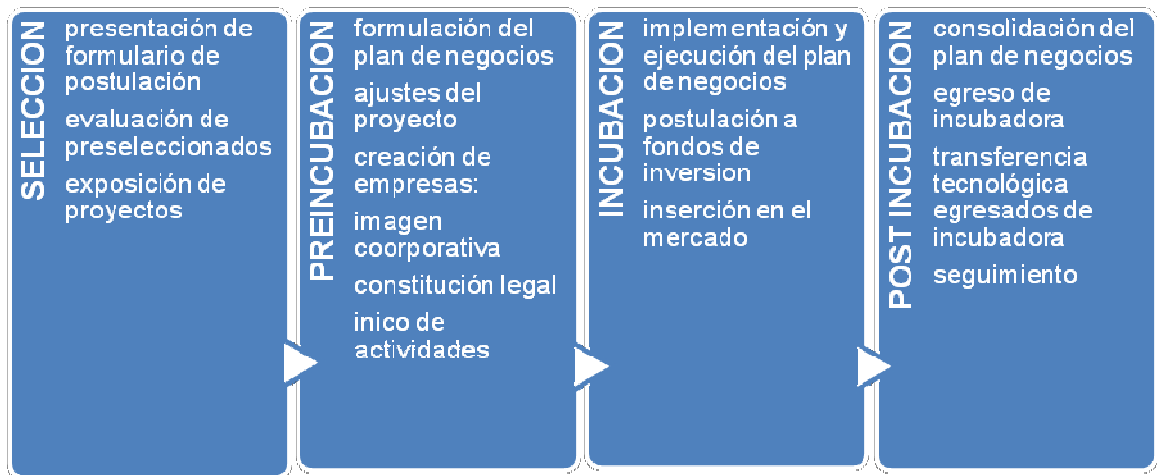 SELECCION
presentación de
formulario de
postulación
evaluación de
preseleccionados
exposición de
proyectos
PREINCUBACION
formulación del
plan de negocios
ajustes del
proyecto
creación de
empresas:
imagen
coorporativa
constitución legal
inico de
actividades
INCUBACION
implementación y
ejecución del plan
de negocios
postulación a
fondos de
inversion
inserción en el
mercado
POST INCUBACION
consolidación del
plan de negocios
egreso de
incubadora
transferencia
tecnológica
egresados de
incubadora
seguimiento